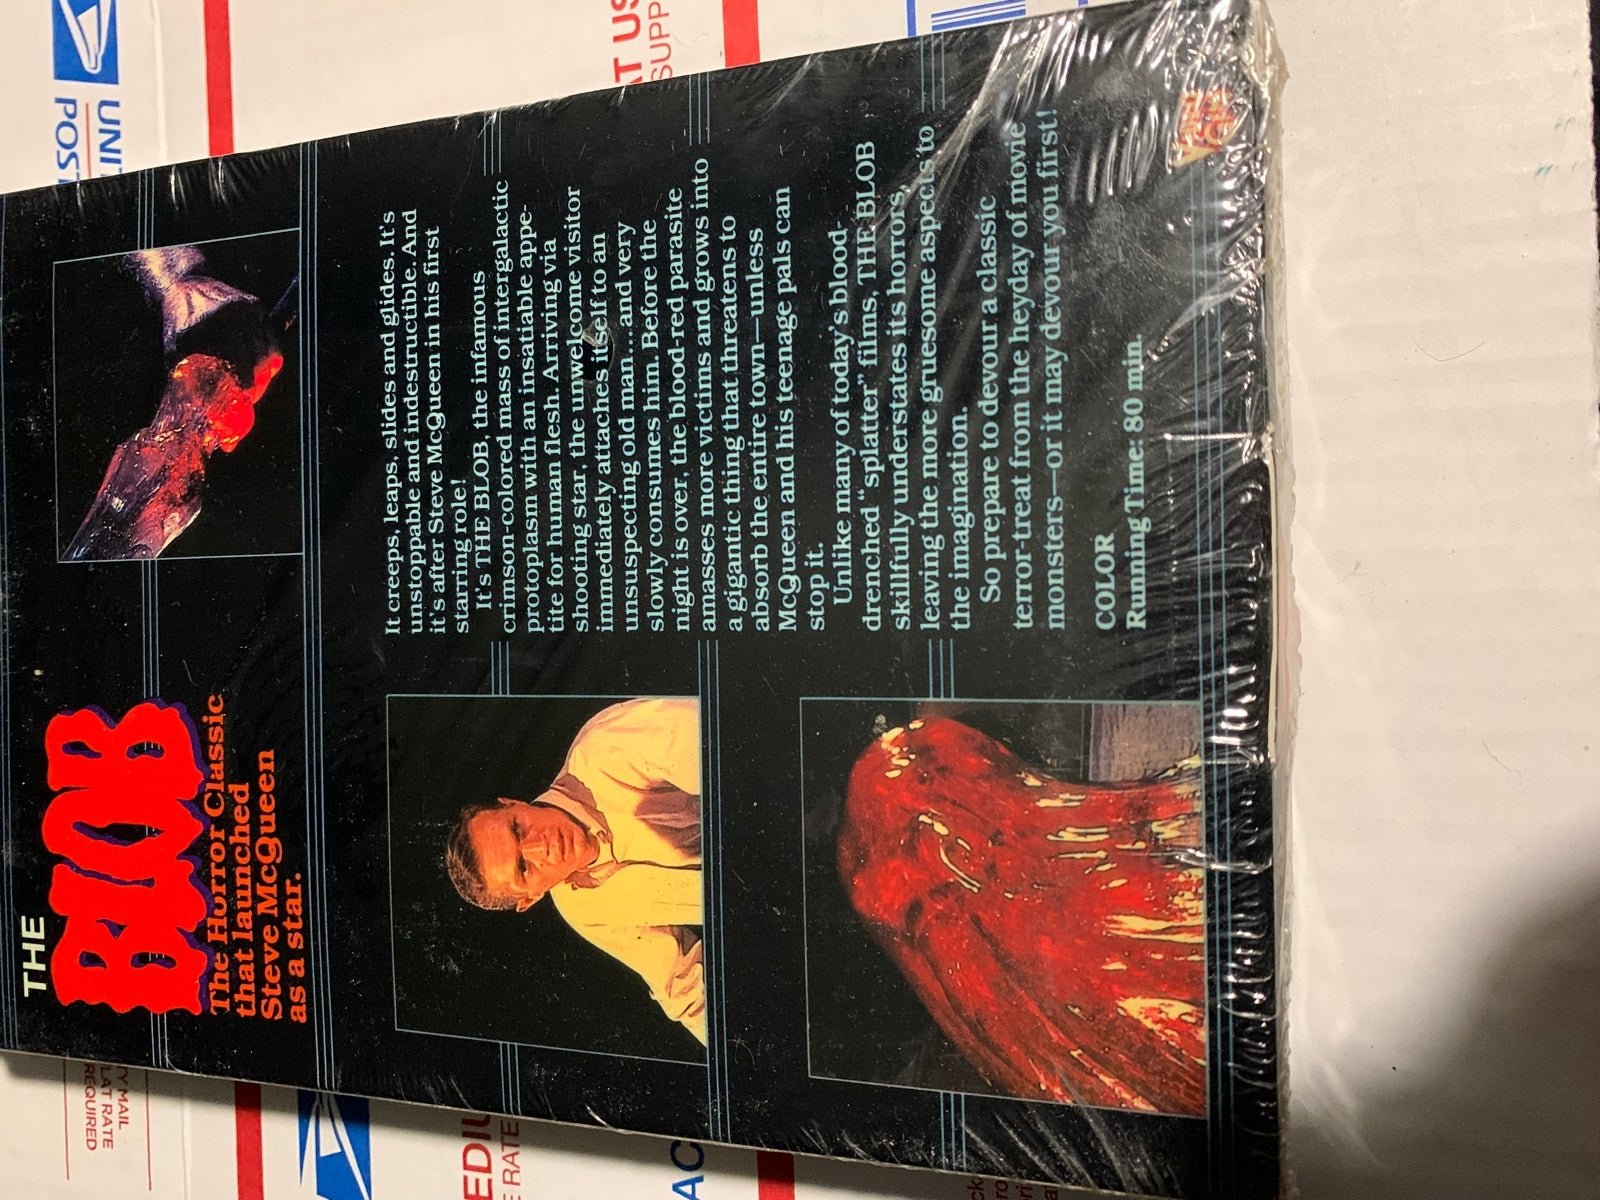 THE
BLOB
The Horror Classic
that launched
Steve McQueen
as a star.
It creeps, leaps, slides and glides. It's
unstoppable and indestructible. And
it's after Steve McQueen in his first
starring role!
It's THE BLOB, the infamous
crimson-colored mass of intergalactic
protoplasm with an insatiable appe-
tite for human flesh. Arriving via
shooting star, the unwelcome visitor
immediately attaches itself to an
unsuspecting old man...and very
slowly consumes him. Before the
night is over, the blood-red parasite
amasses more victims and grows into
a gigantic thing that threatens to
absorb the entire town—unless
McQueen and his teenage pals can
stop it.
Unlike many of today's blood-
drenched "splatter" films, THE BLOB
skillfully understates its horrors,
leaving the more gruesome aspects to
the imagination.
So prepare to devour a classic
terror-treat from the heyday of movie
monsters—or it may devour you first!
COLOR
Running Time: 80 min.
UNIT
POST
AT US
SUPP
MAIL
LAT RATE
REQUIRED
EDIU
E RATE
AC